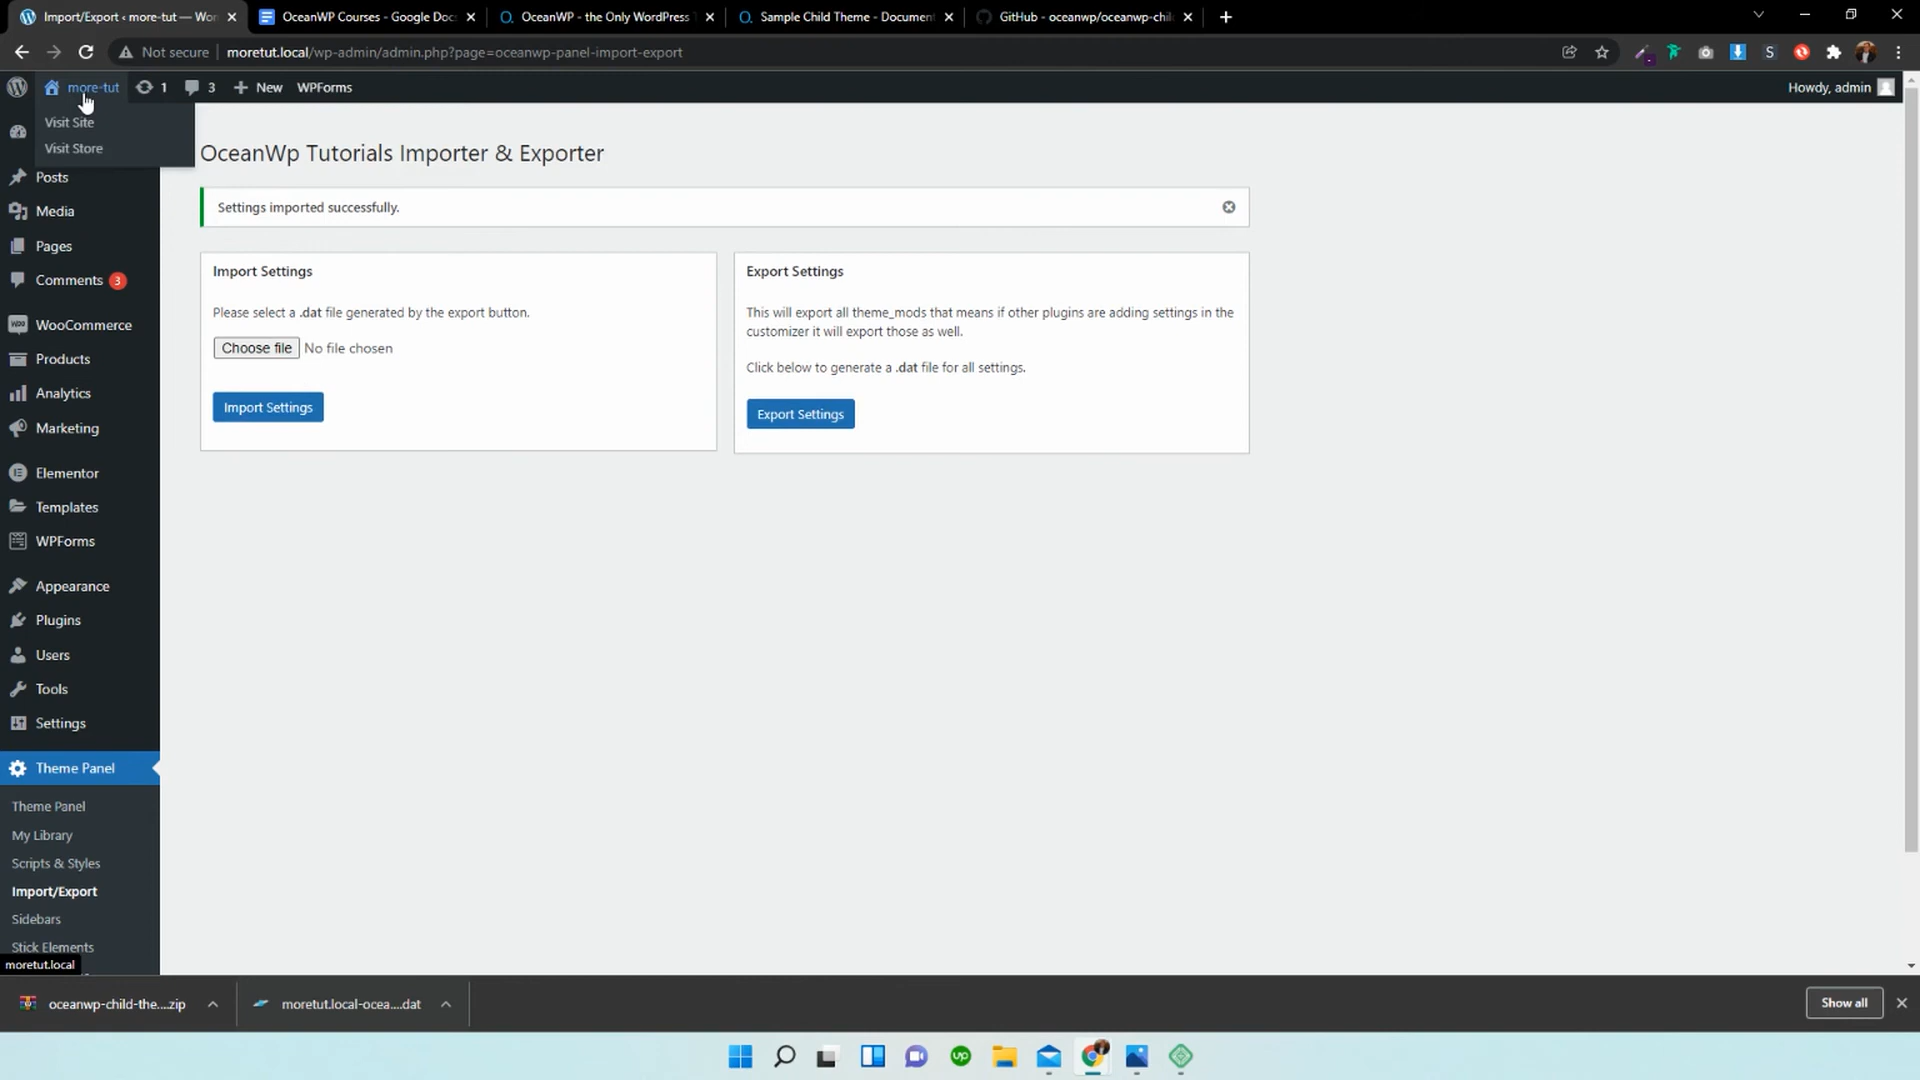 Import/Export ‹ more-tut — Wor
OceanWP Courses - Google Docs
OceanWP - the Only WordPress T
Sample Child Theme - Document
GitHub - oceanwp/oceanwp-chil
Not secure
moretut.local/wp-admin/admin.php?page=oceanwp-panel-import-export
more-tut
1
3
New
WPForms
Howdy, admin
Visit Site
Visit Store
Posts
Media
Pages
Comments 3
WooCommerce
Products
Analytics
Marketing
Elementor
Templates
WPForms
Appearance
Plugins
Users
Tools
Settings
Theme Panel
Theme Panel
My Library
Scripts & Styles
Import/Export
Sidebars
Stick Elements
moretut.local
OceanWp Tutorials Importer & Exporter
Settings imported successfully.
Import Settings
Please select a .dat file generated by the export button.
Choose file No file chosen
Import Settings
Export Settings
This will export all theme_mods that means if other plugins are adding settings in the
customizer it will export those as well.
Click below to generate a .dat file for all settings.
Export Settings
oceanwp-child-the....zip
moretut.local-ocea....dat
Show all